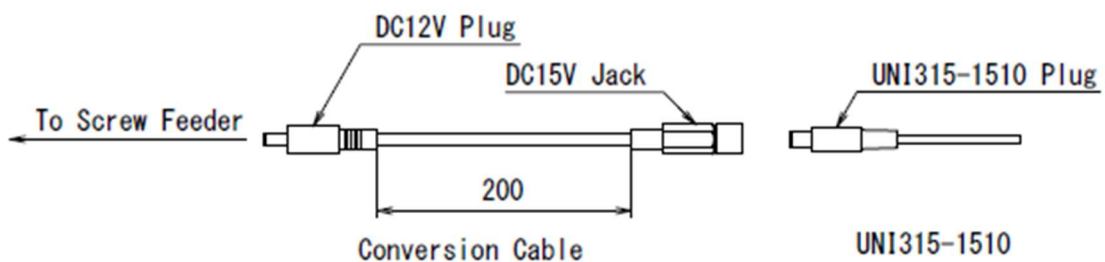 DC12V Plug
DC15V Jack
UNI315-1510 Plug
To Screw Feeder
200
Conversion Cable
UNI315-1510